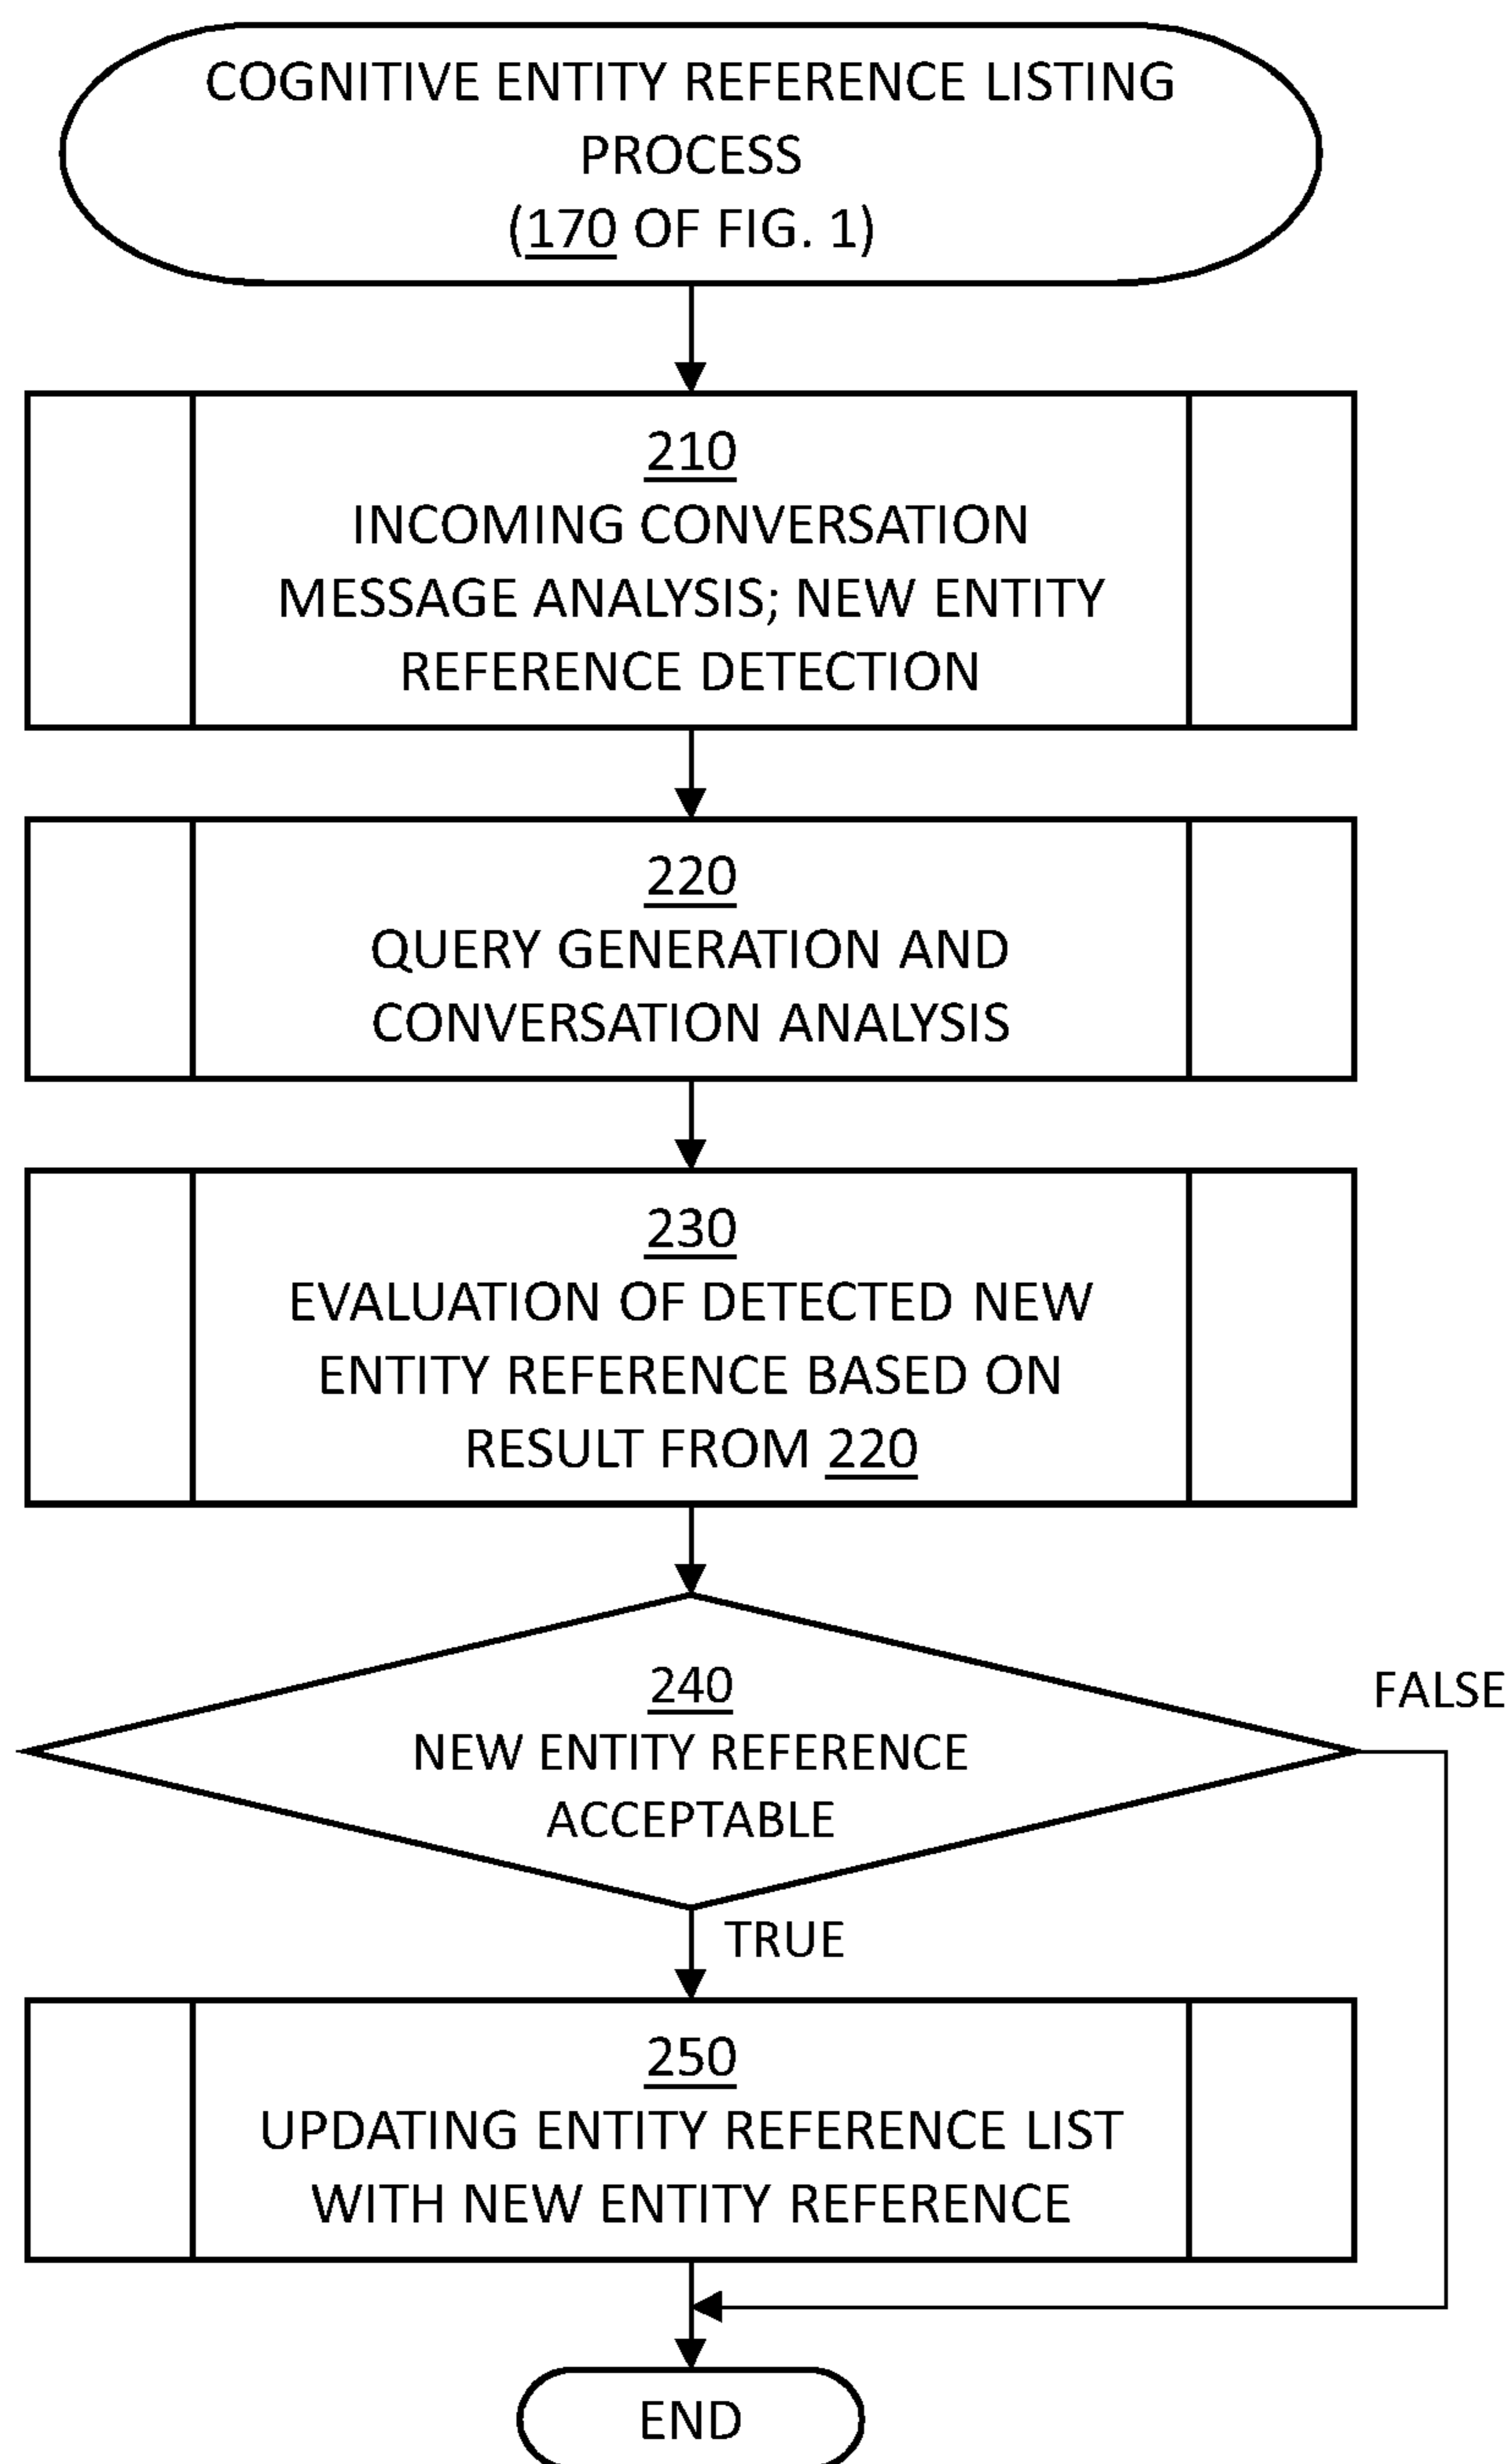 COGNITIVE ENTITY REFERENCE LISTING
PROCESS
(170 OF FIG. 1)
210
INCOMING CONVERSATION
MESSAGE ANALYSIS; NEW ENTITY
REFERENCE DETECTION
220
QUERY GENERATION AND
CONVERSATION ANALYSIS
230
EVALUATION OF DETECTED NEW
ENTITY REFERENCE BASED ON
RESULT FROM 220
240
NEW ENTITY REFERENCE
ACCEPTABLE
FALSE
TRUE
250
UPDATING ENTITY REFERENCE LIST
WITH NEW ENTITY REFERENCE
END